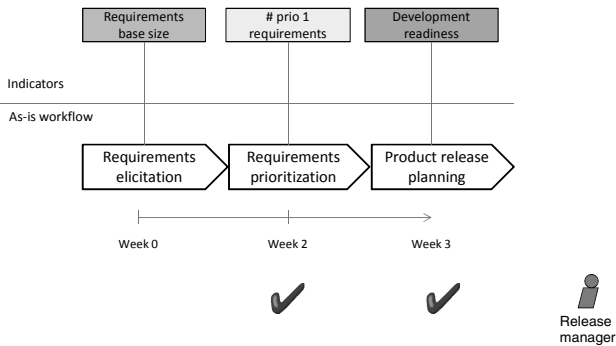 Requirements
base size
# prio 1
requirements
Development
readiness
Indicators
As-is workflow
Requirements
elicitation
Requirements
prioritization
Product release
planning
Week 0
Week 2
Week 3
Release
manager